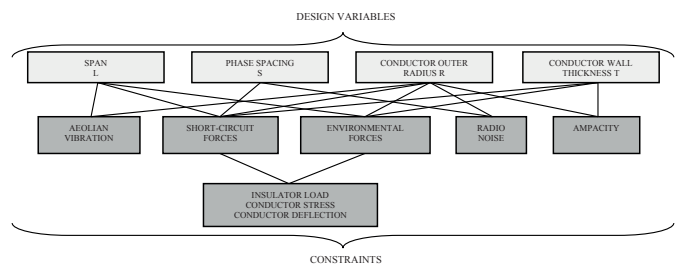 DESIGN VARIABLES
SPAN
L
PHASE SPACING
S
CONDUCTOR OUTER
RADIUS R
CONDUCTOR WALL
THICKNESS T
AEOLIAN
VIBRATION
SHORT-CIRCUIT
FORCES
ENVIRONMENTAL
FORCES
RADIO
NOISE
AMPACITY
INSULATOR LOAD
CONDUCTOR STRESS
CONDUCTOR DEFLECTION
CONSTRAINTS